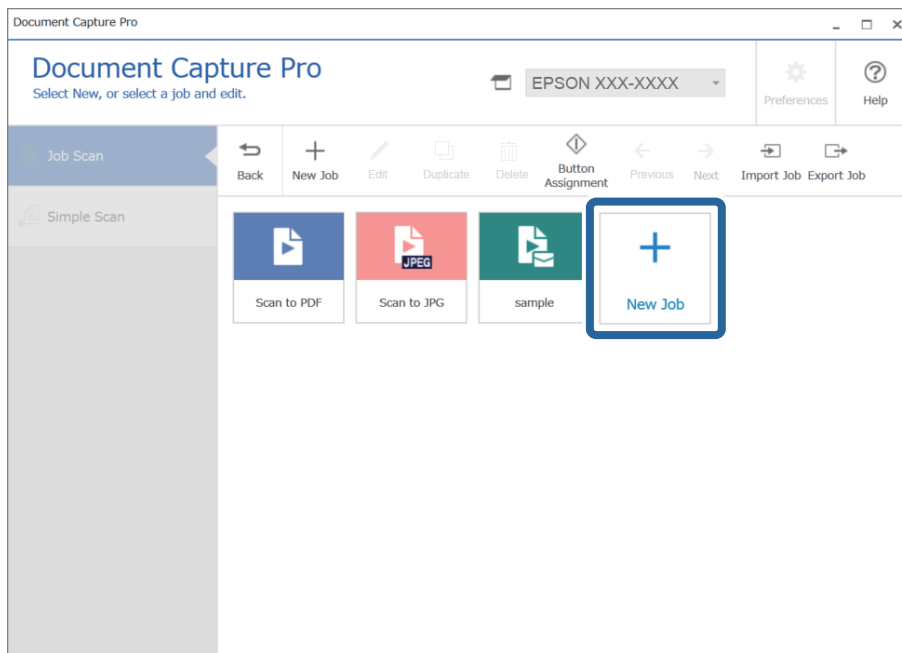 Document Capture Pro
Document Capture Pro
Select New, or select a job and edit.
EPSON XXX-XXXX
Preferences
Help
Job Scan
Simple Scan
Back
New Job
Edit
Duplicate
Delete
Button
Assignment
Previous
Next
Import Job
Export Job
Scan to PDF
JPEG
Scan to JPG
sample
New Job